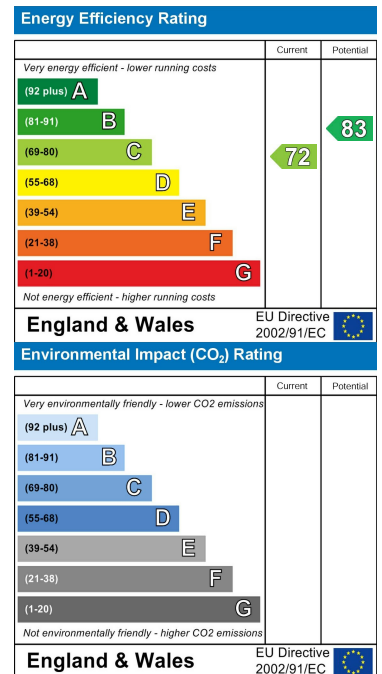 Energy Efficiency Rating
Current Potential
Very energy efficient - lower running costs
(92 plus) A
(81-91) B
83
(69-80) C
72
(55-68) D
(39-54) E
(21-38) F
(1-20) G
Not energy efficient - higher running costs
England & Wales
EU Directive
2002/91/EC
Environmental Impact (CO₂) Rating
Current Potential
Very environmentally friendly - lower CO2 emissions
(92 plus) A
(81-91) B
(69-80) C
(55-68) D
(39-54) E
(21-38) F
(1-20) G
Not environmentally friendly - higher CO2 emissions
England & Wales
EU Directive
2002/91/EC